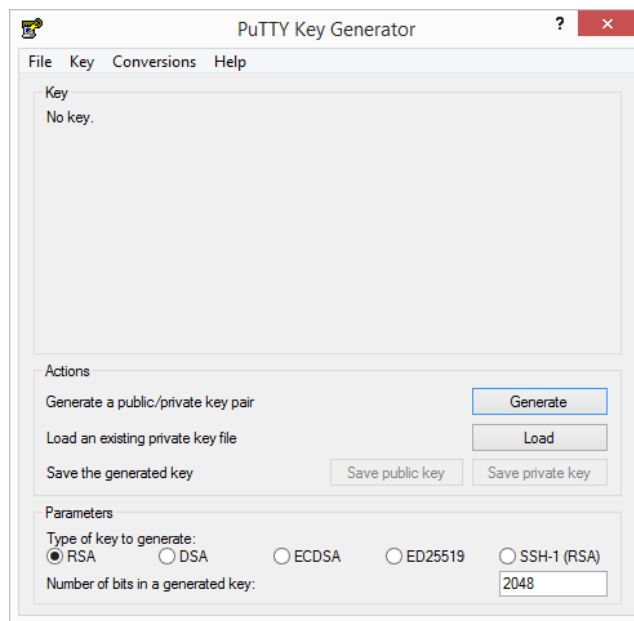 PuTTY Key Generator
? ×
File Key Conversions Help
Key
No key.
Actions
Generate a public/private key pair Generate
Load an existing private key file Load
Save the generated key Save public key Save private key
Parameters
Type of key to generate:
RSA DSA ECDSA ED25519 SSH-1 (RSA)
Number of bits in a generated key: 2048